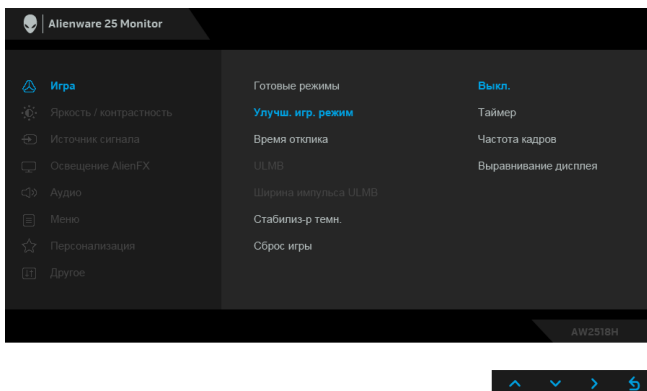 Alienware 25 Monitor
Игра
Готовые режимы
Выкл.
Яркость / контрастность
Улучш. игр. режим
Таймер
Источник сигнала
Время отклика
Частота кадров
Освещение AlienFX
ULMB
Выравнивание дисплея
Аудио
Ширина импульса ULMB
Меню
Стабилиз-р темн.
Персонализация
Сброс игры
Другое
AW2518H